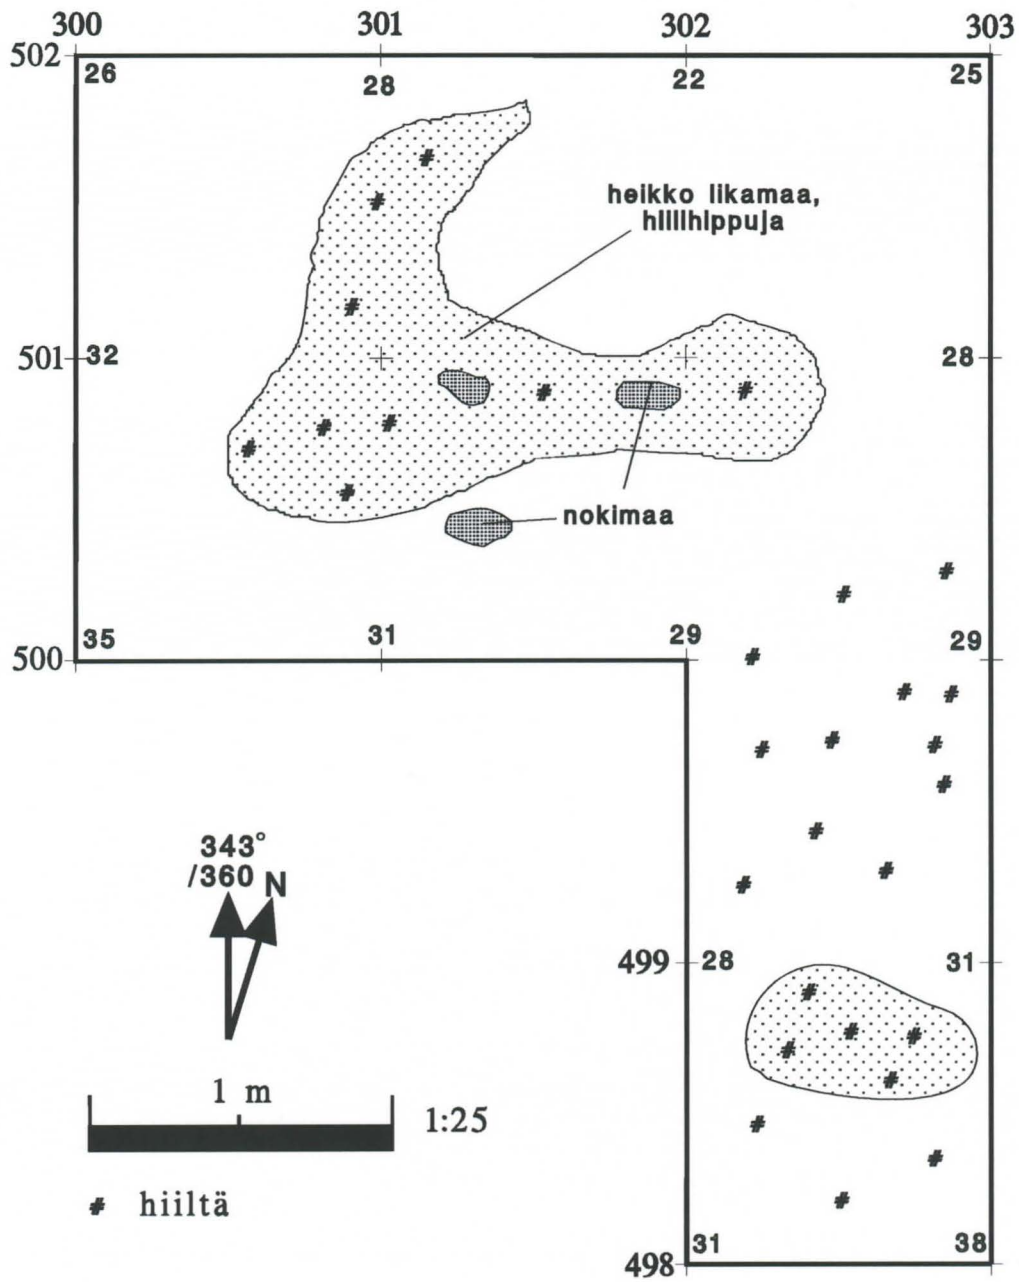 300 301 302 303
502 26 28 22 25
heikko likamaa,
hiilihippuja
501 32 28
nokimaa
500 35 31 29 29
343°
/360 N
499 28 31
1 m
1:25
# hiiltä
498 31 38